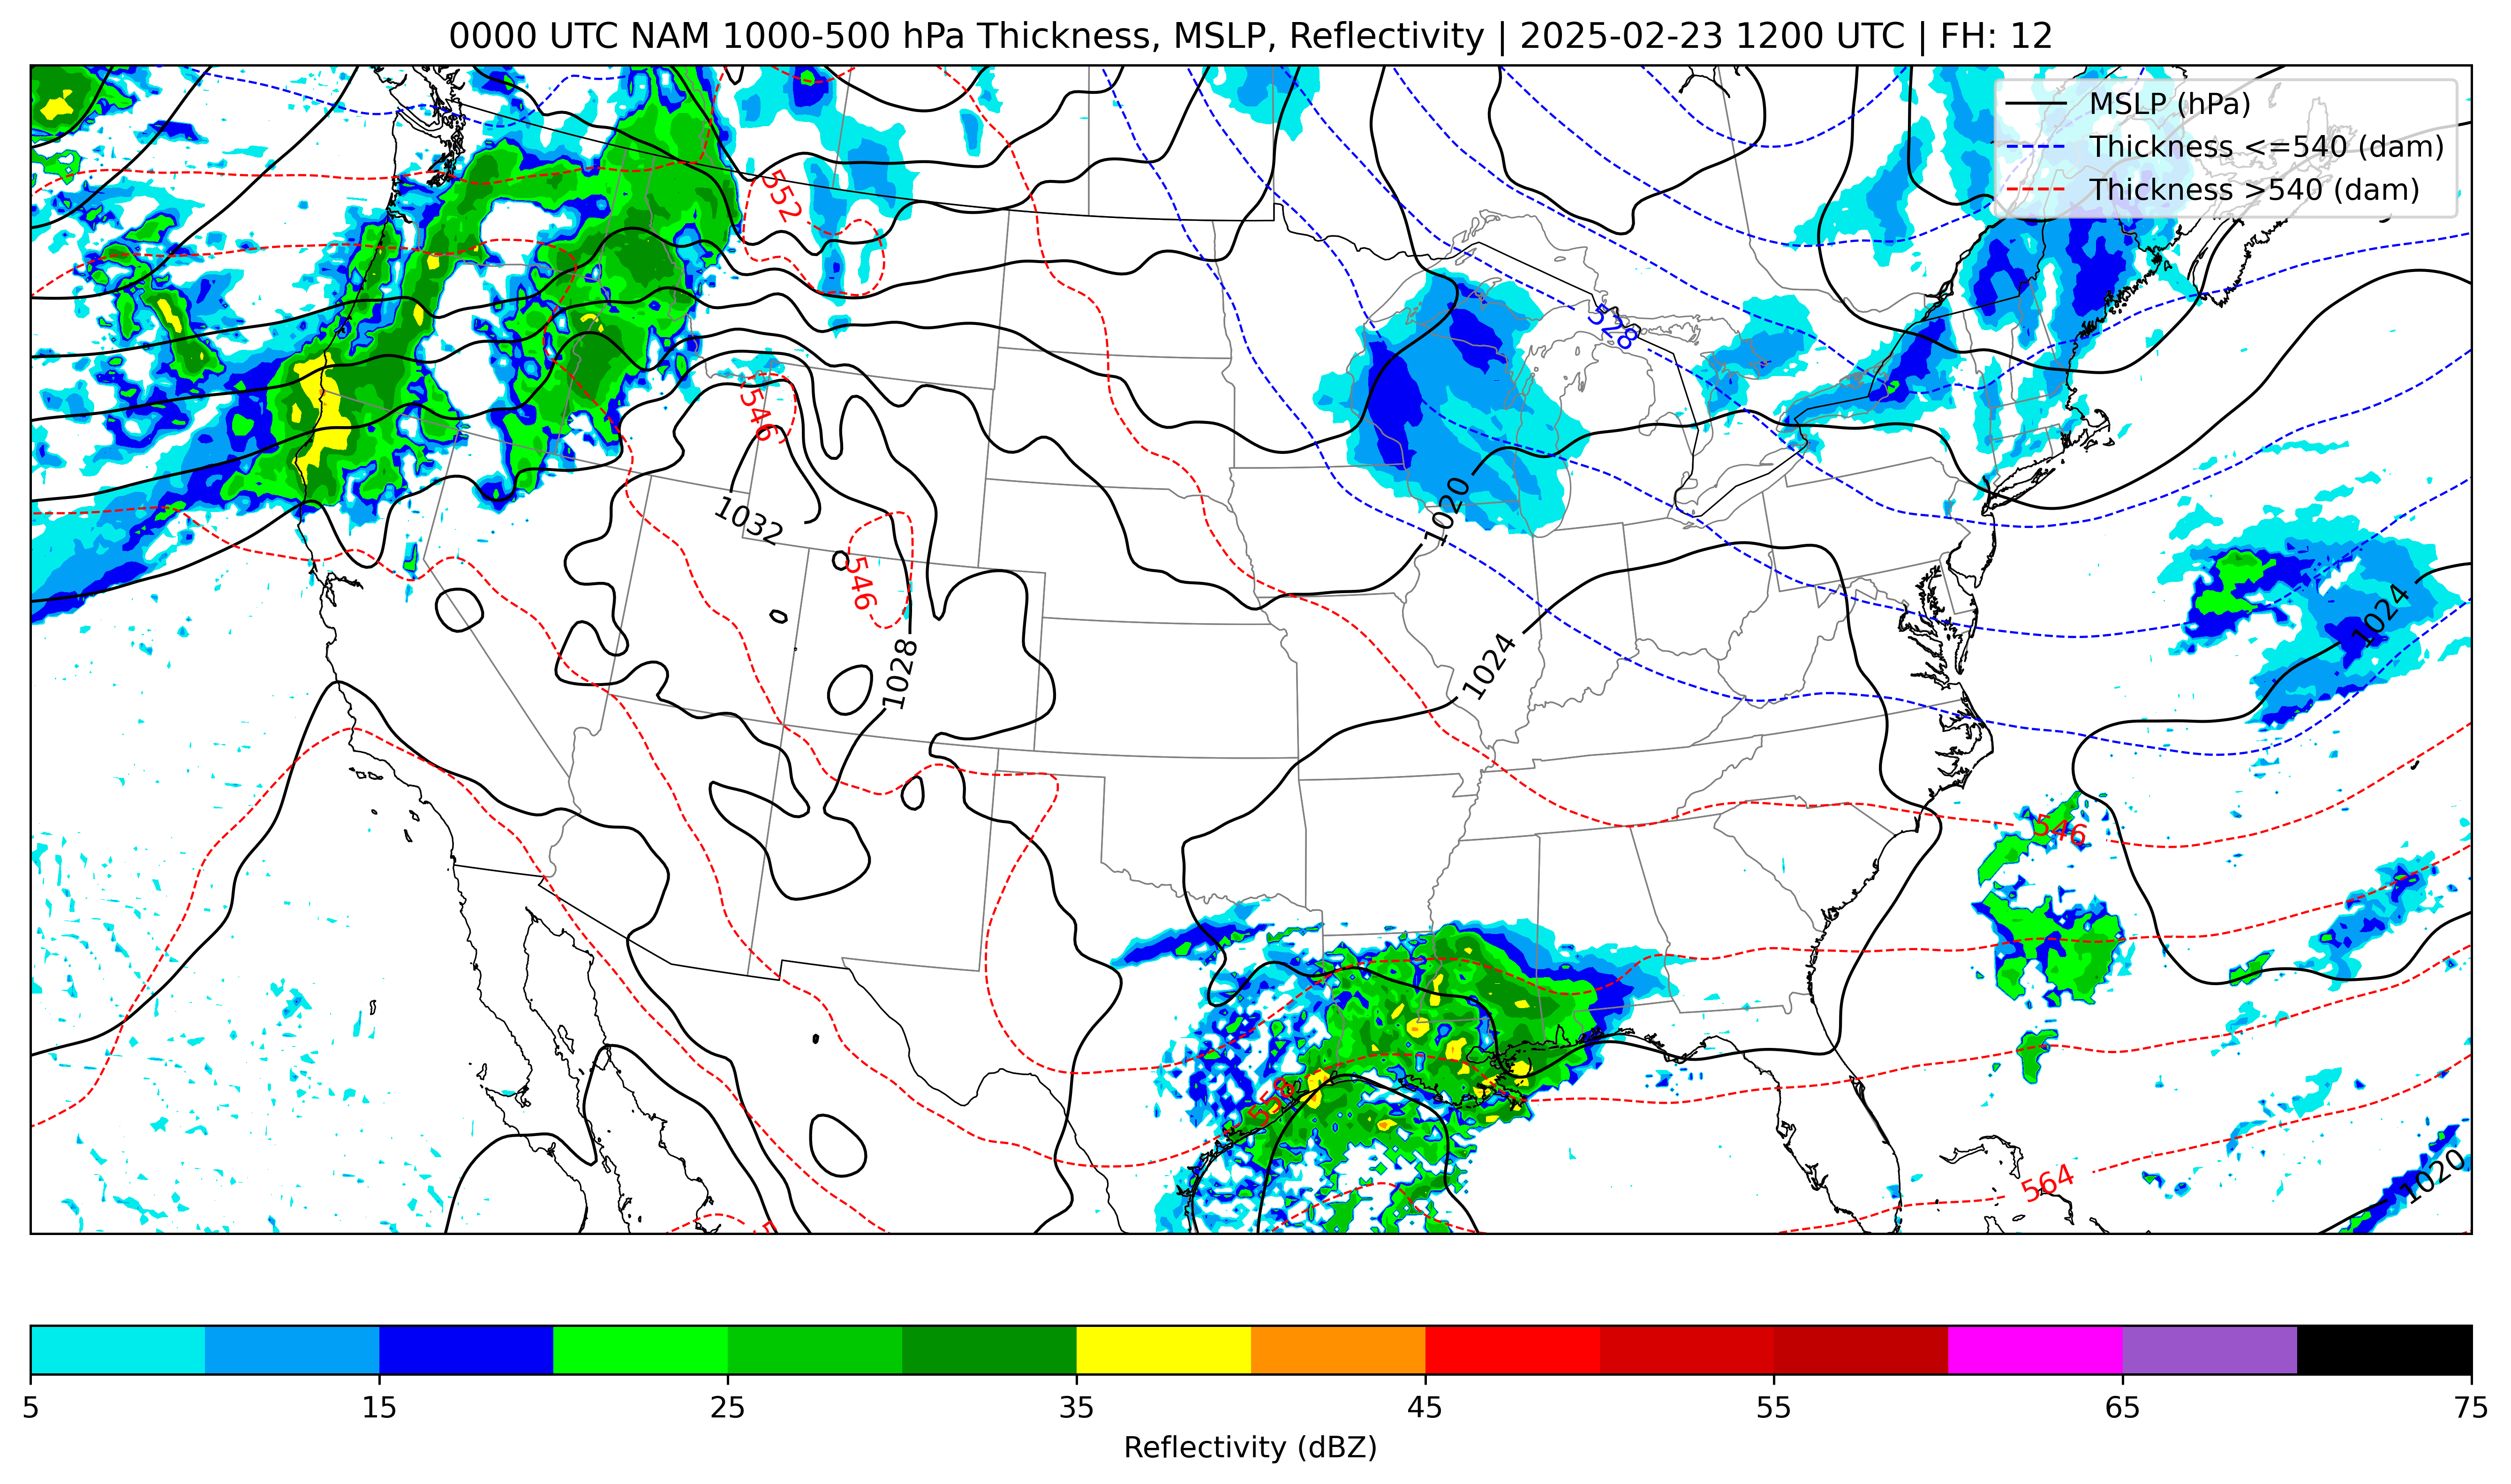 0000 UTC NAM 1000-500 hPa Thickness, MSLP, Reflectivity | 2025-02-23 1200 UTC | FH: 12
MSLP (hPa)
Thickness <=540 (dam)
Thickness >540 (dam)
552
528
546
1032
1020
546
1024
1028
1024
546
558
564
1020
5 15 25 35 45 55 65 75
Reflectivity (dBZ)